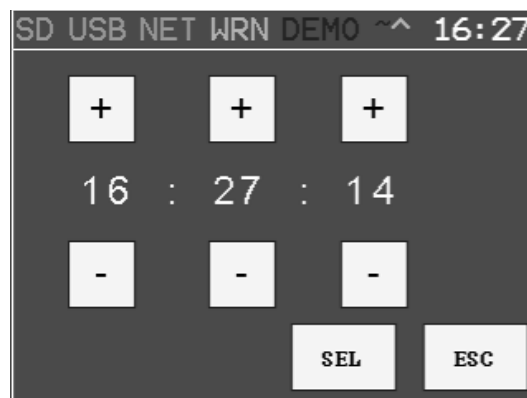 SD USB NET WRN DEMO ~^ 16:27
+ + +
16 : 27 : 14
- - -
SEL ESC